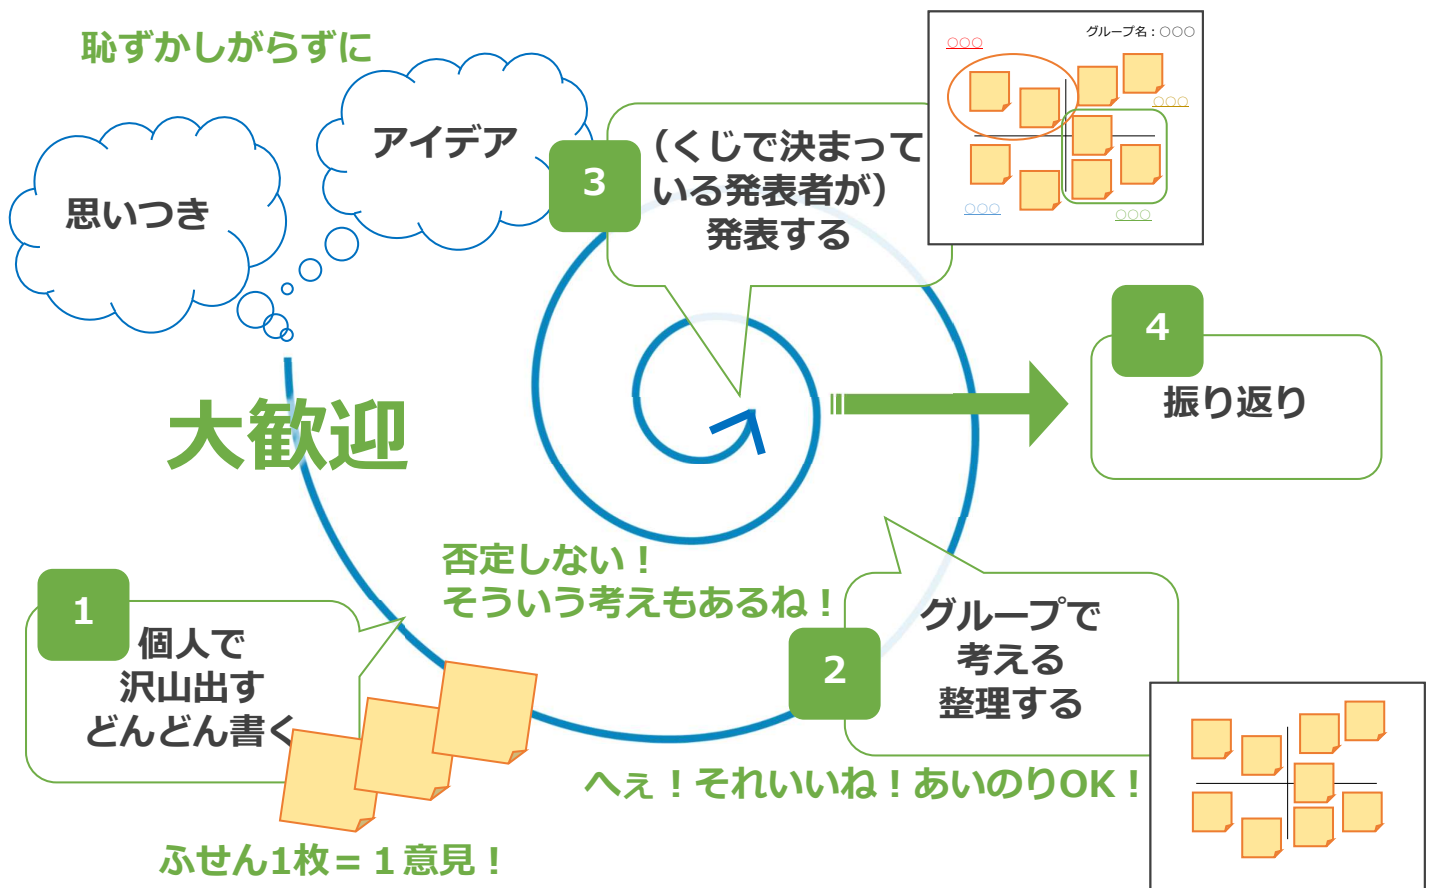 恥ずかしがらずに
思いつき
アイデア
大歓迎
1
個人で
沢山出す
どんどん書く
ふせん1枚＝１意見！
否定しない！
そういう考えもあるね！
2
グループで
考える
整理する
へぇ！それいいね！あいのりOK！
3
（くじで決まって
いる発表者が）
発表する
グループ名：○○○
○○○
○○○
○○○
○○○
4
振り返り